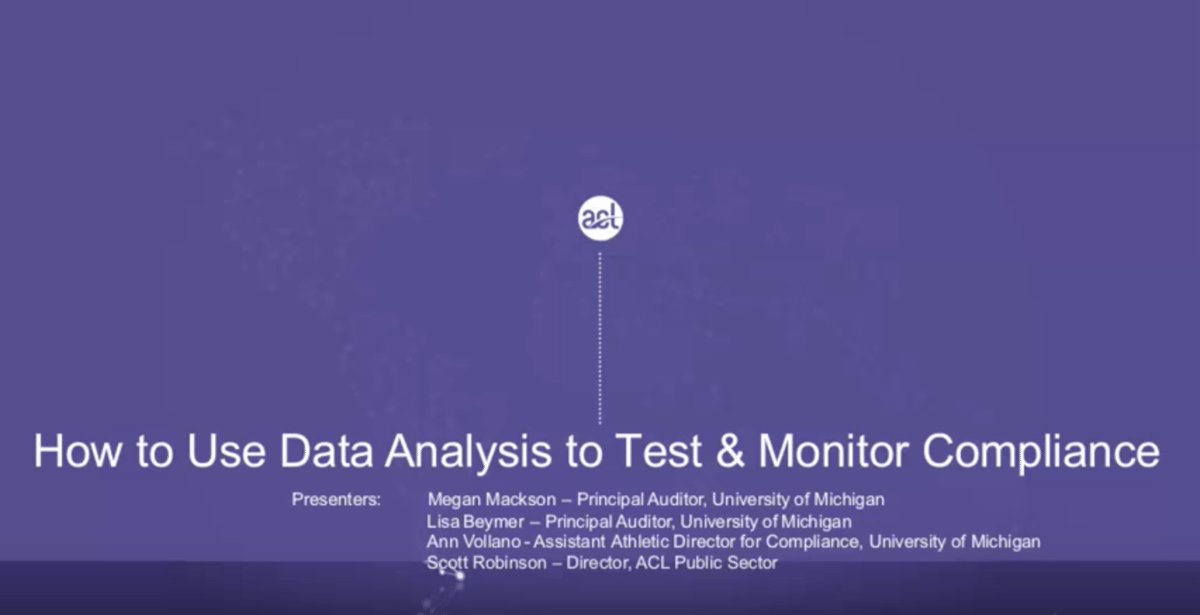 acl
How to Use Data Analysis to Test & Monitor Compliance
Presenters: Megan Mackson – Principal Auditor, University of Michigan
Lisa Beymer – Principal Auditor, University of Michigan
Ann Vollano - Assistant Athletic Director for Compliance, University of Michigan
Scott Robinson – Director, ACL Public Sector